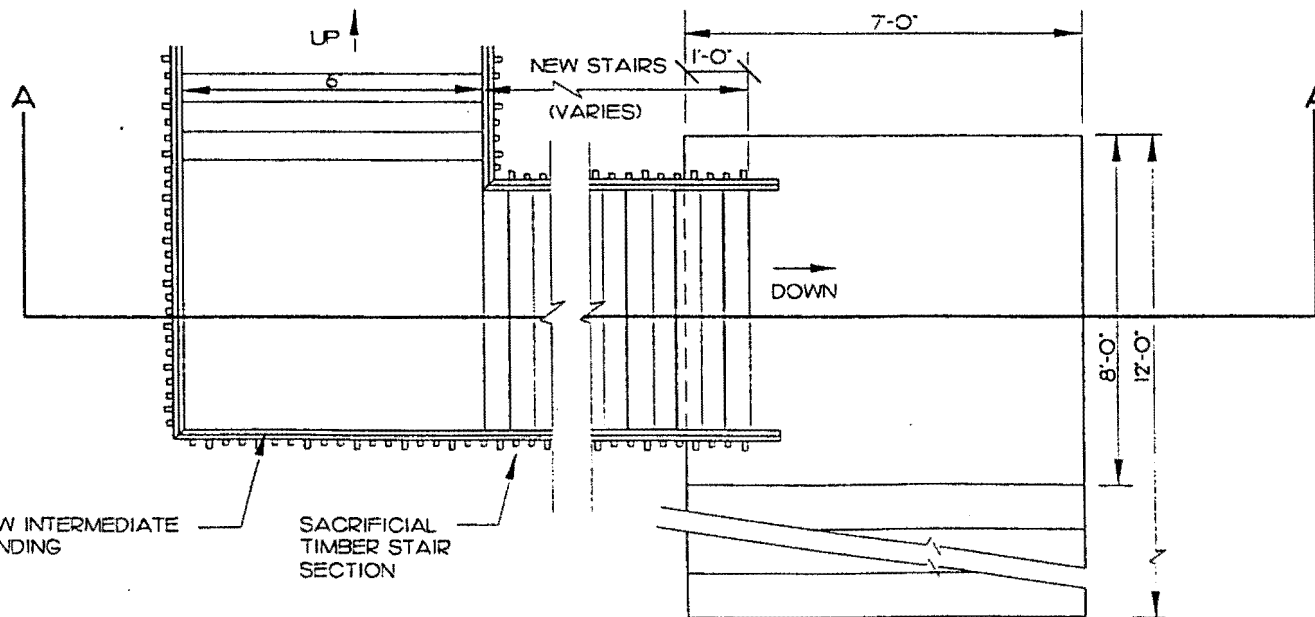 UP
7'-0"
1'-0"
NEW STAIRS
(VARIES)
6'
A
A
DOWN
8'-0"
12'-0"
W INTERMEDIATE
NDING
SACRIFICIAL
TIMBER STAIR
SECTION